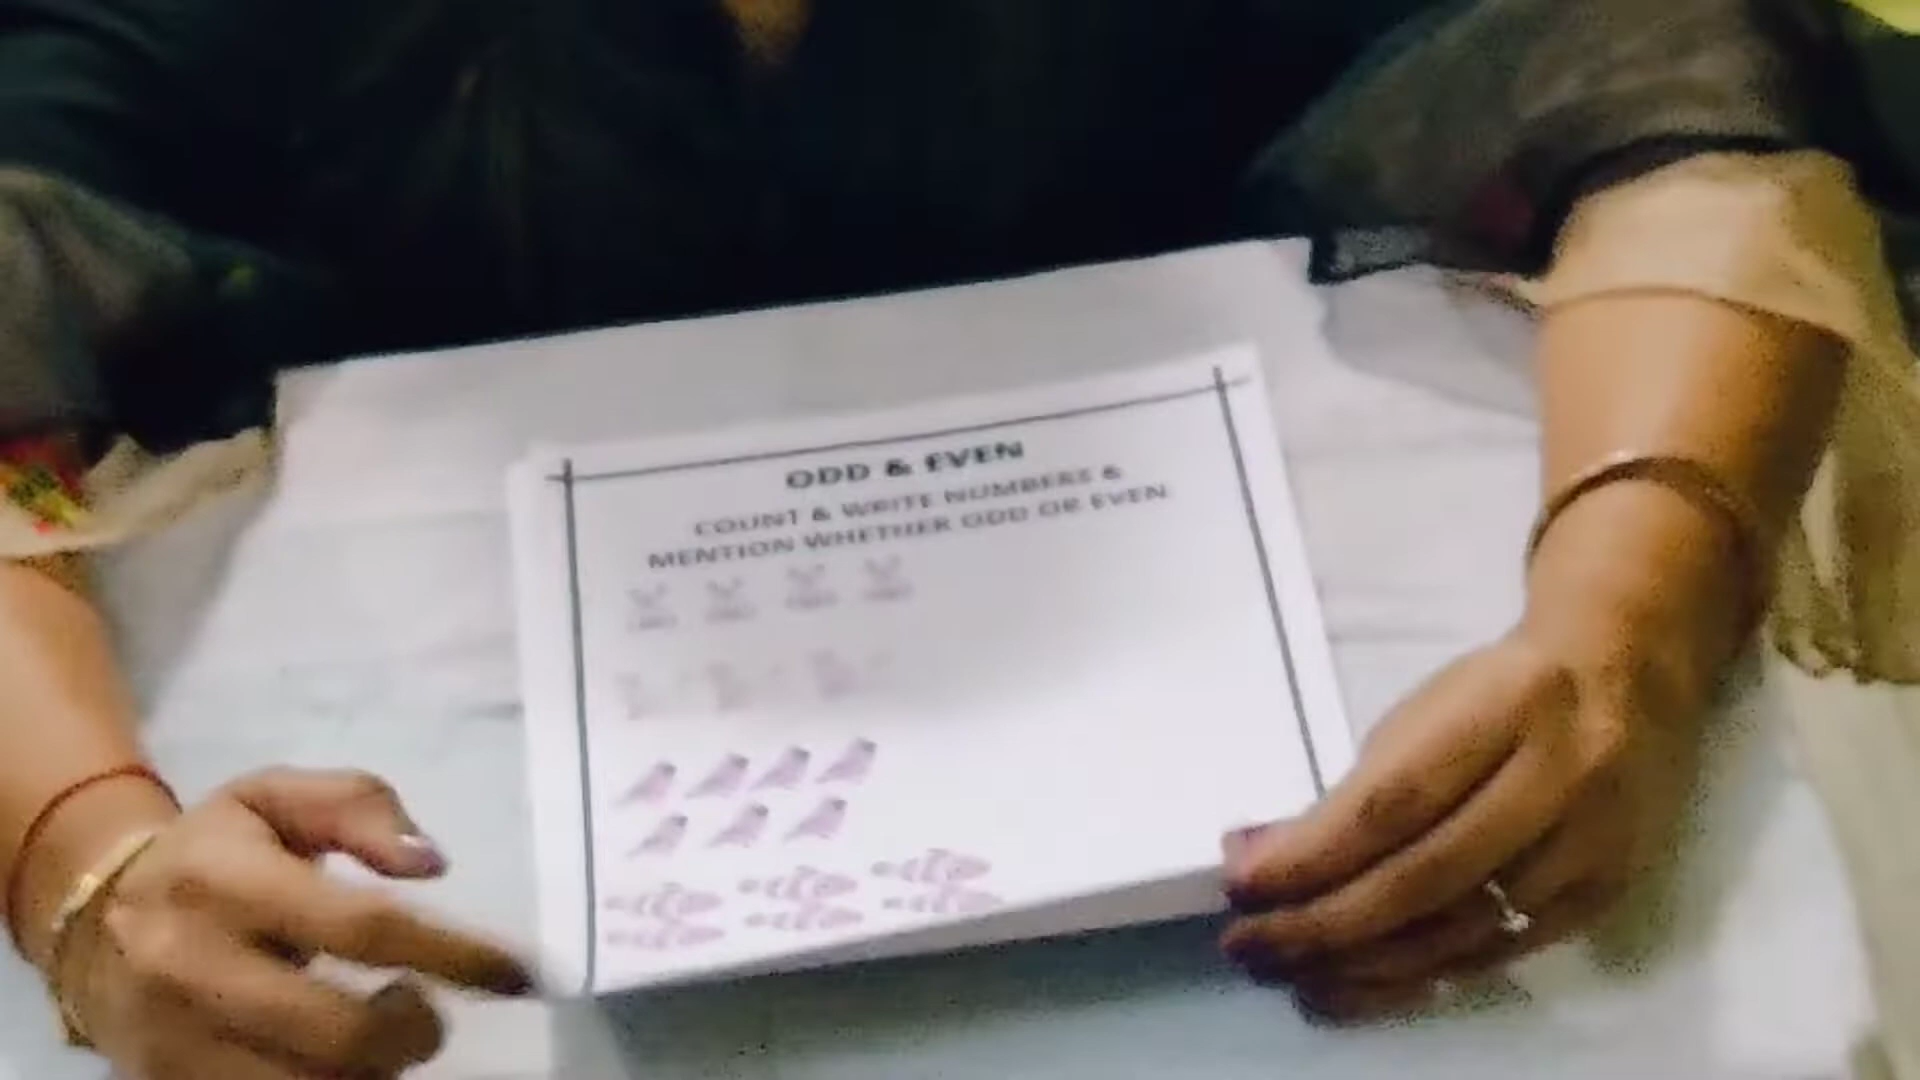 ODD & EVEN
COUNT & WRITE NUMBERS &
MENTION WHETHER ODD OR EVEN